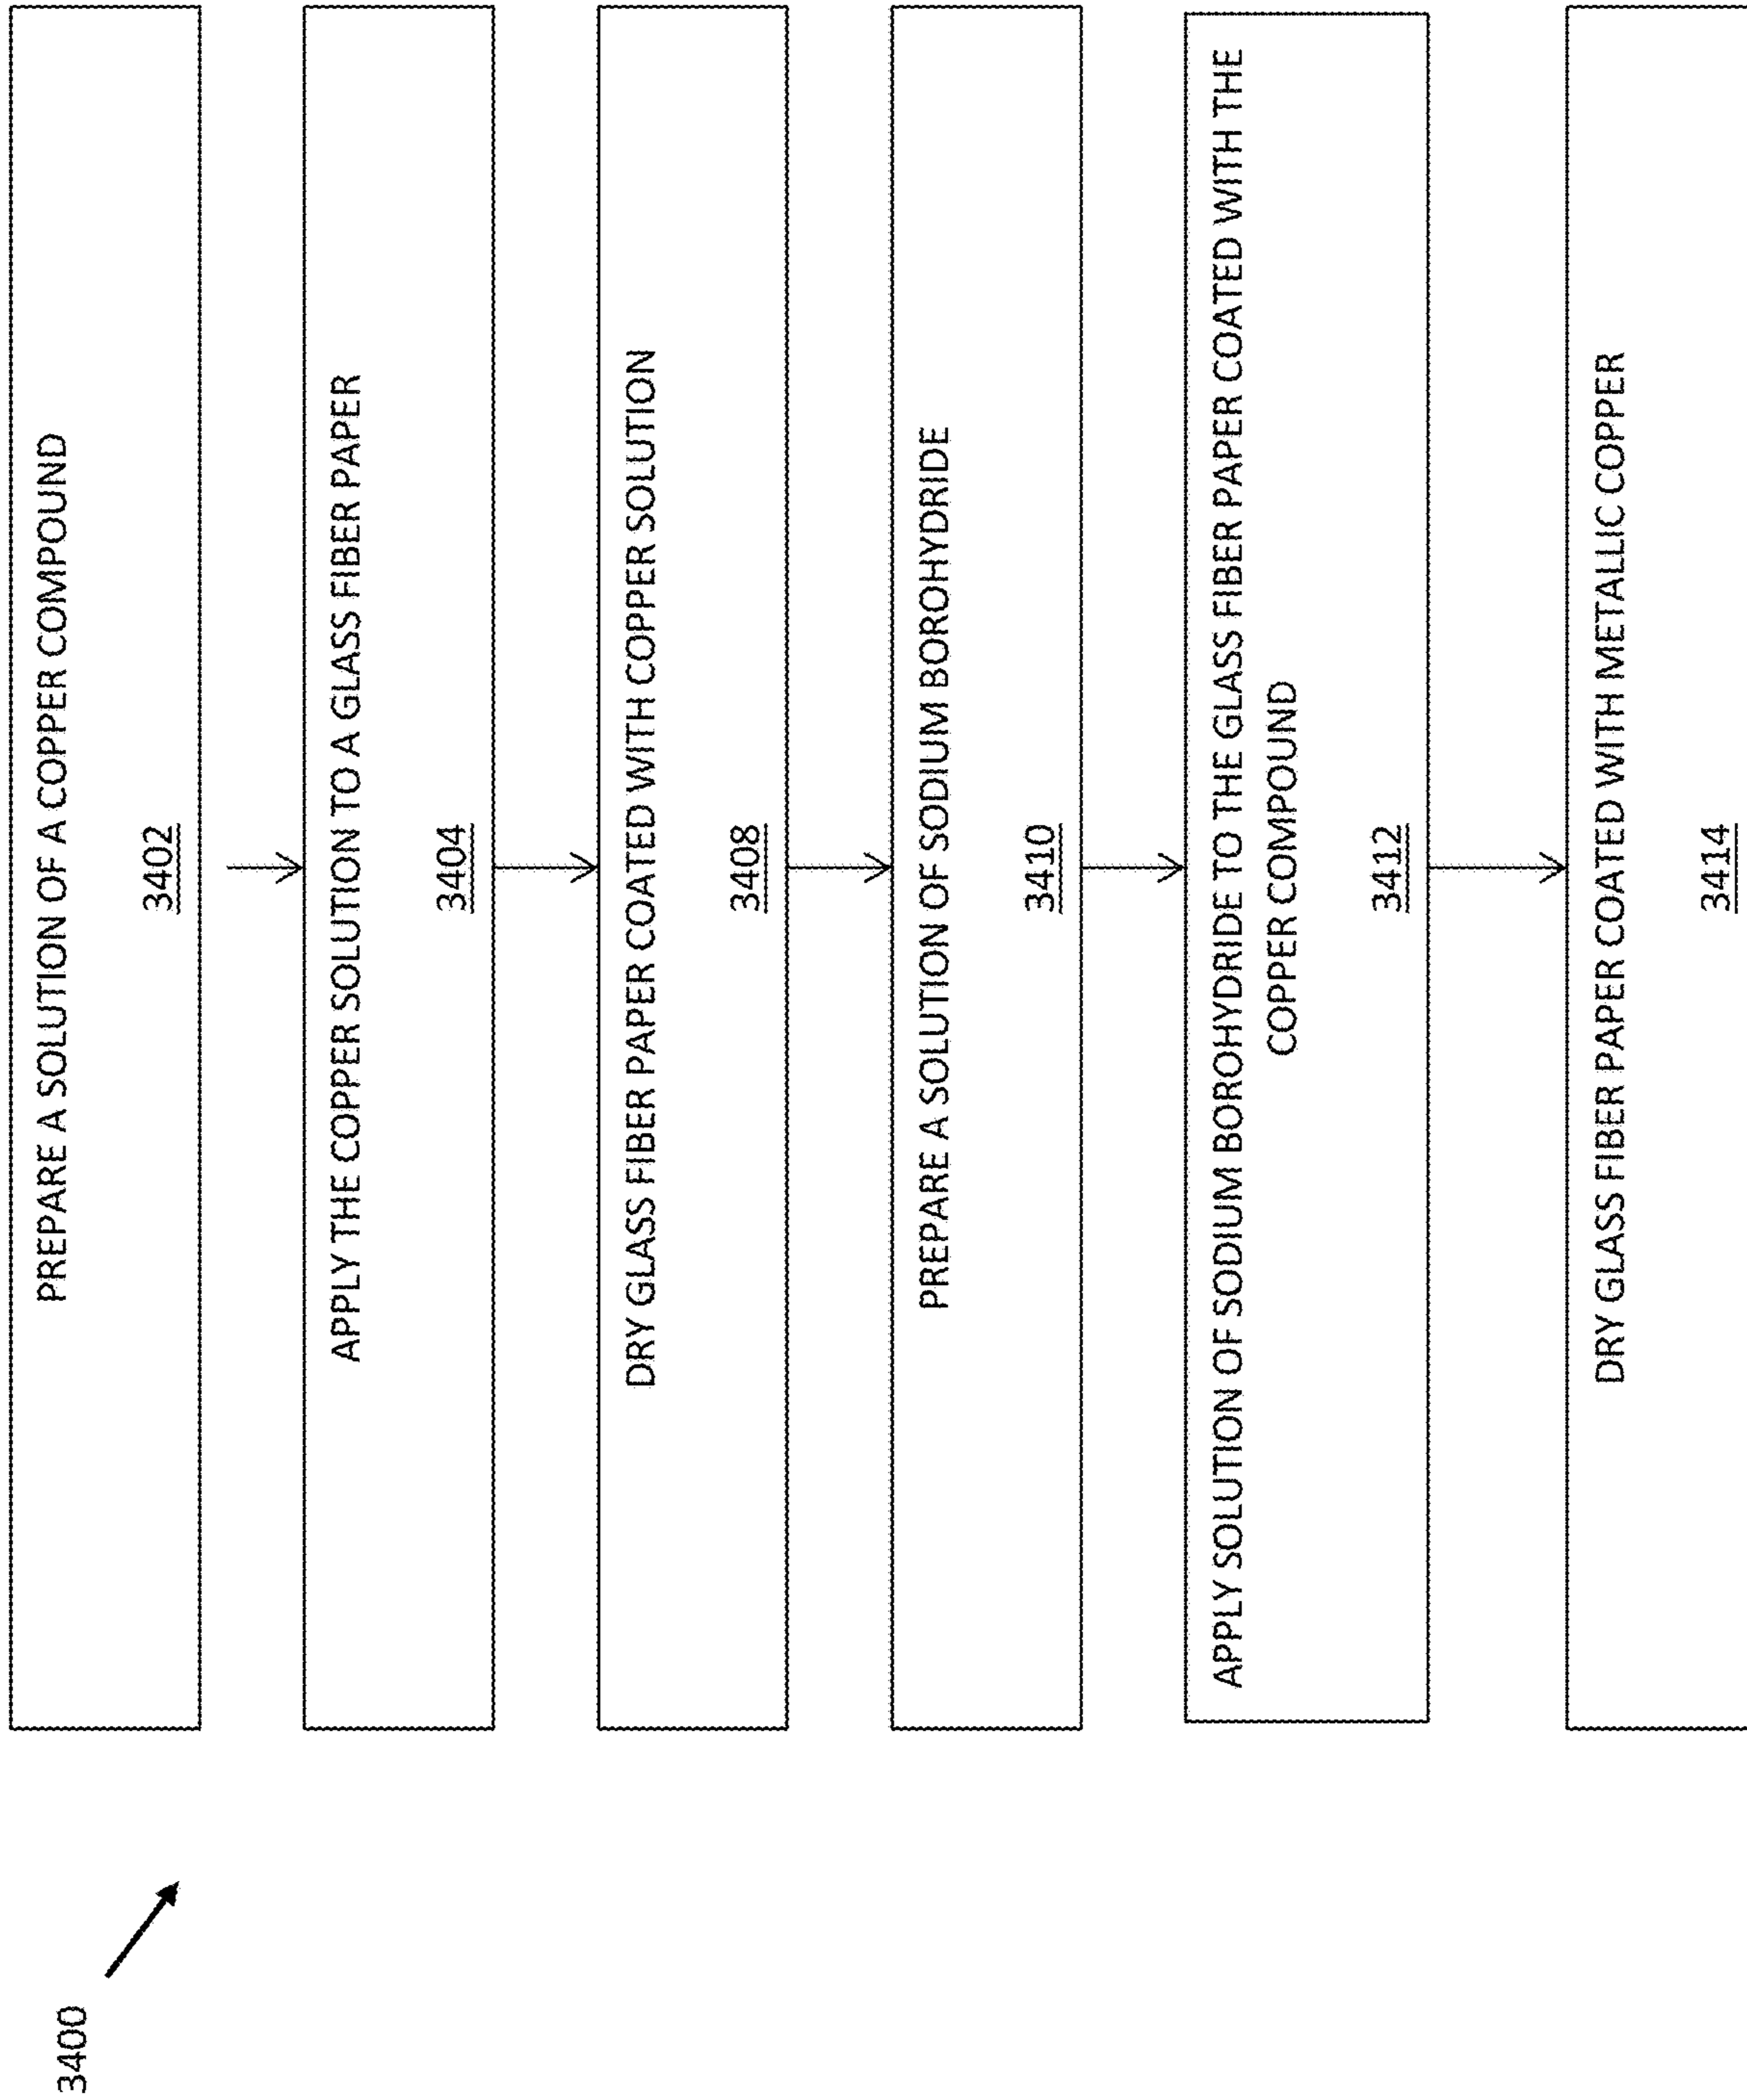 3400
PREPARE A SOLUTION OF A COPPER COMPOUND
3402
APPLY THE COPPER SOLUTION TO A GLASS FIBER PAPER
3404
DRY GLASS FIBER PAPER COATED WITH COPPER SOLUTION
3408
PREPARE A SOLUTION OF SODIUM BOROHYDRIDE
3410
APPLY SOLUTION OF SODIUM BOROHYDRIDE TO THE GLASS FIBER PAPER COATED WITH THE
COPPER COMPOUND
3412
DRY GLASS FIBER PAPER COATED WITH METALLIC COPPER
3414